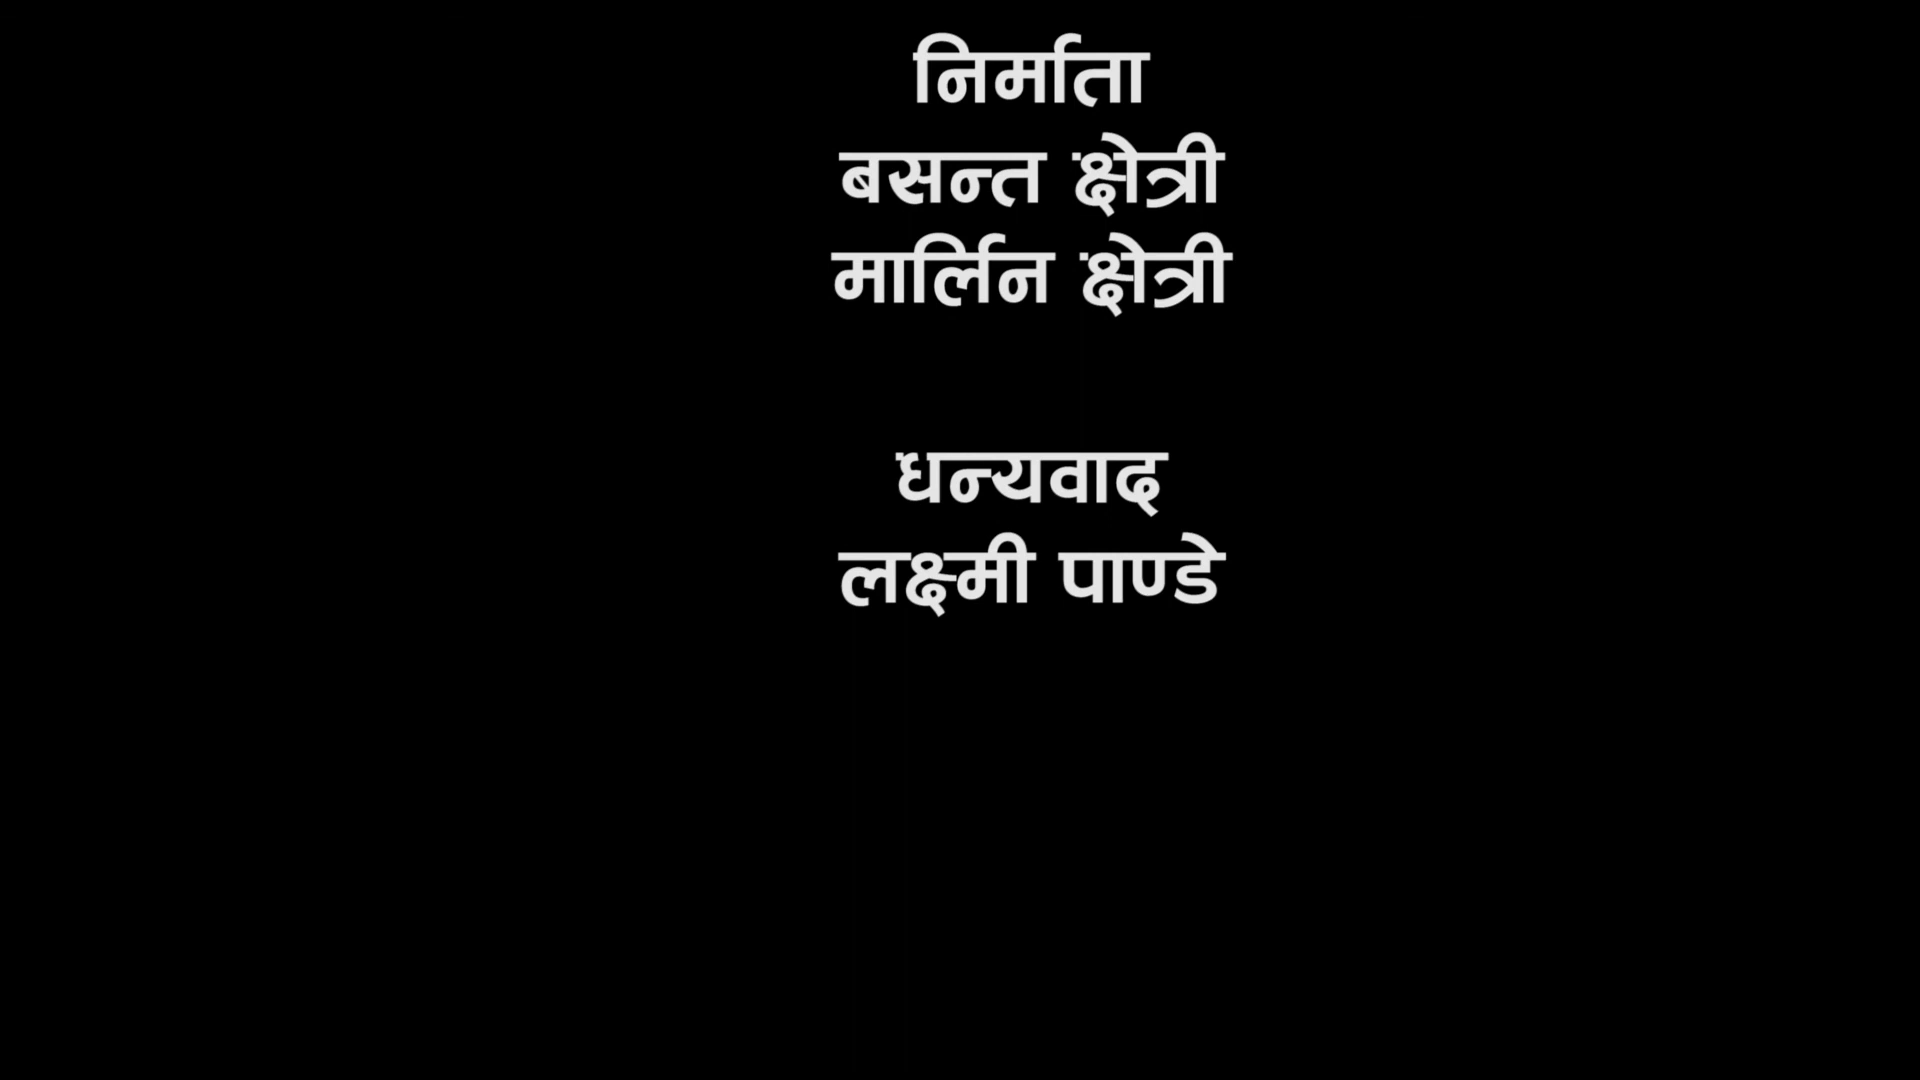 निर्माता
बसन्त क्षेत्री
मार्लिन क्षेत्री
धन्यवाद
लक्ष्मी पाण्डे